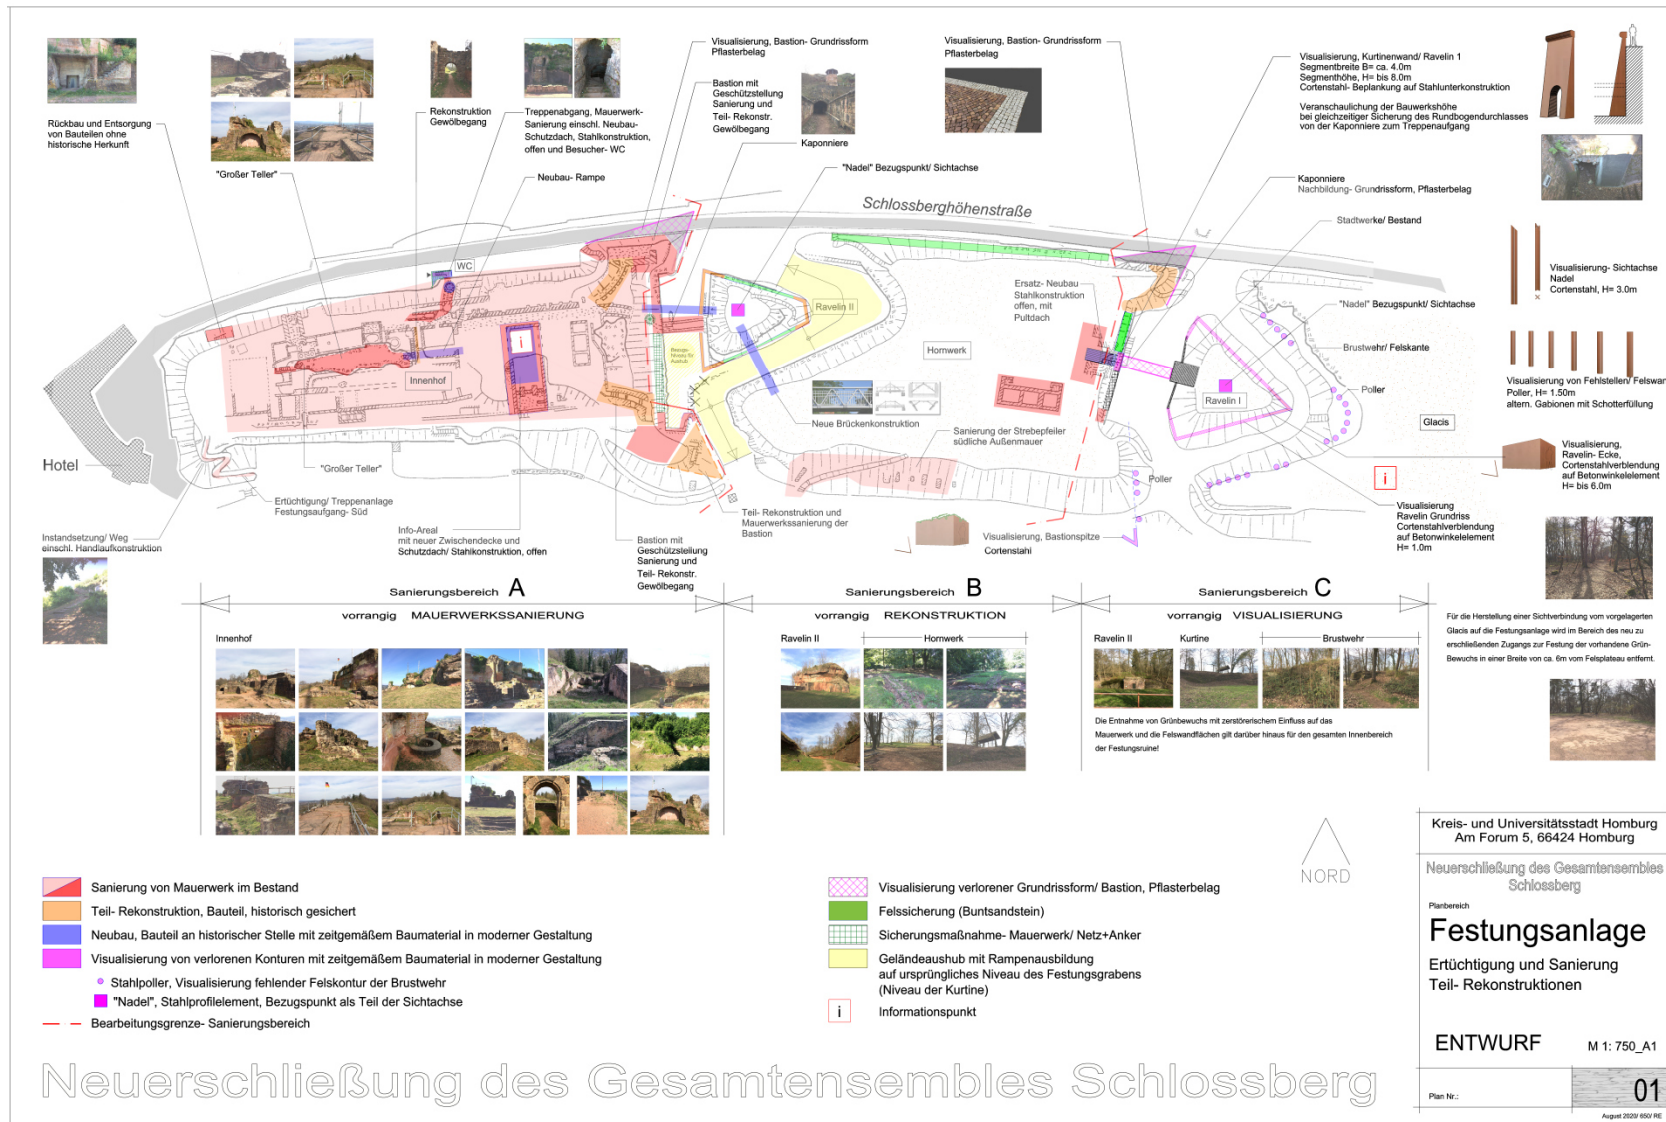 Rückbau und Entsorgung
von Bauteilen ohne
historische Herkunft
"Großer Teller"
Rekonstruktion
Gewölbegang
Treppenabgang, Mauerwerk-
Sanierung einschl. Neubau-
Schutzdach, Stahlkonstruktion,
offen und Besucher- WC
Neubau- Rampe
Visualisierung, Bastion- Grundrissform
Pflasterbelag
Bastion mit
Geschützstellung
Sanierung und
Teil- Rekonstr.
Gewölbegang
Kaponniere
"Nadel" Bezugspunkt/ Sichtachse
Visualisierung, Bastion- Grundrissform
Pflasterbelag
Visualisierung, Kurtinenwand/ Ravelin 1
Segmentbreite B= ca. 4.0m
Segmenthöhe, H= bis 8.0m
Cortenstahl- Beplankung auf Stahlunterkonstruktion
Veranschaulichung der Bauwerkshöhe
bei gleichzeitiger Sicherung des Rundbogendurchlasses
von der Kaponniere zum Treppenaufgang
Kaponniere
Nachbildung- Grundrissform, Pflasterbelag
Stadtwerke/ Bestand
Schlossberghöhenstraße
WC
Visualisierung- Sichtachse
Nadel
Cortenstahl, H= 3.0m
"Nadel" Bezugspunkt/ Sichtachse
Ersatz- Neubau
Stahlkonstruktion
offen, mit
Pultdach
Ravelin II
i
Hornwerk
Brustwehr/ Felskante
Innenhof
Visualisierung von Fehlstellen/ Felswan
Poller, H= 1.50m
altern. Gabionen mit Schotterfüllung
Poller
Ravelin I
Glacis
Neue Brückenkonstruktion
Sanierung der Strebepfeiler
südliche Außenmauer
Visualisierung,
Ravelin- Ecke,
Cortenstahlverblendung
auf Betonwinkelelement
H= bis 6.0m
Hotel
"Großer Teller"
Poller
i
Ertüchtigung/ Treppenanlage
Festungsaufgang- Süd
Visualisierung
Ravelin Grundriss
Cortenstahlverblendung
auf Betonwinkelelement
H= 1.0m
Teil- Rekonstruktion und
Mauerwerkssanierung der
Bastion
Info-Areal
mit neuer Zwischendecke und
Schutzdach/ Stahlkonstruktion, offen
Instandsetzung/ Weg
einschl. Handlaufkonstruktion
Bastion mit
Geschützstellung
Sanierung und
Teil- Rekonstr.
Gewölbegang
Visualisierung, Bastionspitze
Cortenstahl
Sanierungsbereich A
vorrangig MAUERWERKSSANIERUNG
Innenhof
Sanierungsbereich B
vorrangig REKONSTRUKTION
Ravelin II
Hornwerk
Sanierungsbereich C
vorrangig VISUALISIERUNG
Ravelin II
Kurtine
Brustwehr
Die Entnahme von Grünbewuchs mit zerstörerischem Einfluss auf das
Mauerwerk und die Felswandflächen gilt darüber hinaus für den gesamten Innenbereich
der Festungsruine!
Für die Herstellung einer Sichtverbindung vom vorgelagerten
Glacis auf die Festungsanlage wird im Bereich des neu zu
erschließenden Zugangs zur Festung der vorhandene Grün-
Bewuchs in einer Breite von ca. 6m vom Felsplateau entfernt.
Sanierung von Mauerwerk im Bestand
Teil- Rekonstruktion, Bauteil, historisch gesichert
Neubau, Bauteil an historischer Stelle mit zeitgemäßem Baumaterial in moderner Gestaltung
Visualisierung von verlorenen Konturen mit zeitgemäßem Baumaterial in moderner Gestaltung
Stahlpoller, Visualisierung fehlender Felskontur der Brustwehr
"Nadel", Stahlprofilelement, Bezugspunkt als Teil der Sichtachse
Bearbeitungsgrenze- Sanierungsbereich
Visualisierung verlorener Grundrissform/ Bastion, Pflasterbelag
Felssicherung (Buntsandstein)
Sicherungsmaßnahme- Mauerwerk/ Netz+Anker
Geländeaushub mit Rampenausbildung
auf ursprüngliches Niveau des Festungsgrabens
(Niveau der Kurtine)
i
Informationspunkt
NORD
Kreis- und Universitätsstadt Homburg
Am Forum 5, 66424 Homburg
Neuerschließung des Gesamtensembles
Schlossberg
Planbereich
Festungsanlage
Ertüchtigung und Sanierung
Teil- Rekonstruktionen
ENTWURF M 1: 750_A1
Plan Nr.: 01
August 2020/ 650/ RE
Neuerschließung des Gesamtensembles Schlossberg